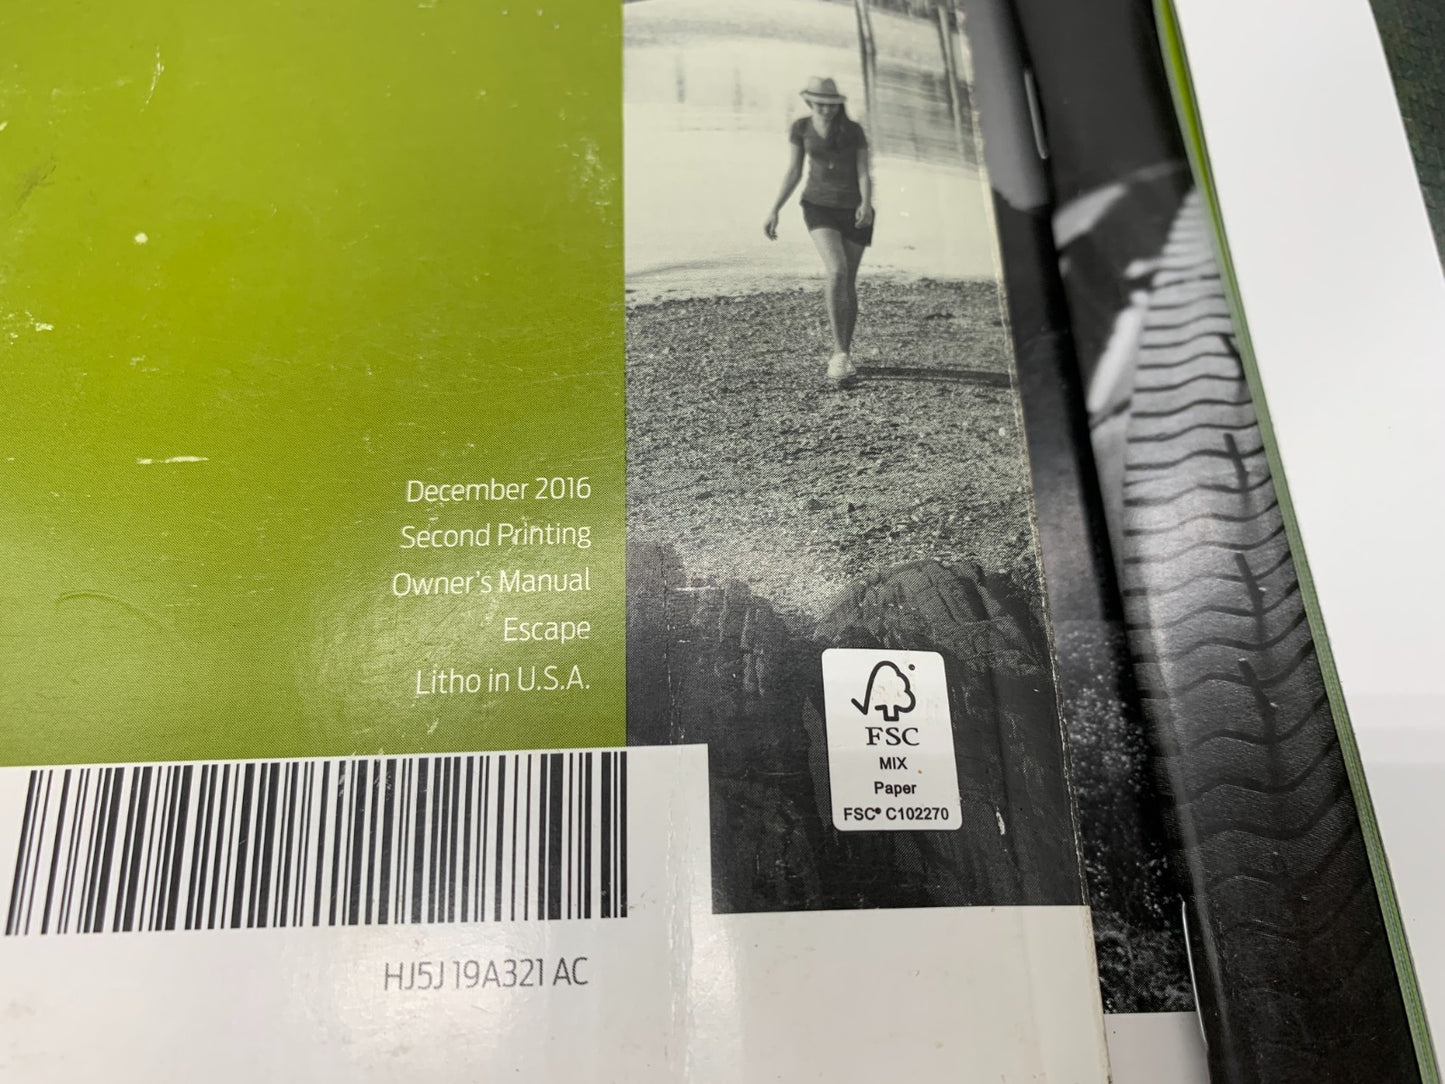 December 2016
Second Printing
Owner's Manual
Escape
Litho in U.S.A.
FSC
MIX
Paper
FSC® C102270
HJ5J 19A321 AC